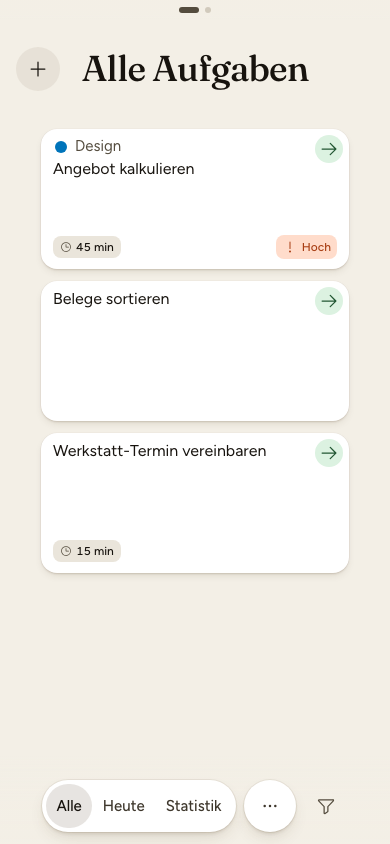 Alle Aufgaben
Design
Angebot kalkulieren
45 min
Hoch
Belege sortieren
Werkstatt-Termin vereinbaren
15 min
Alle Heute Statistik